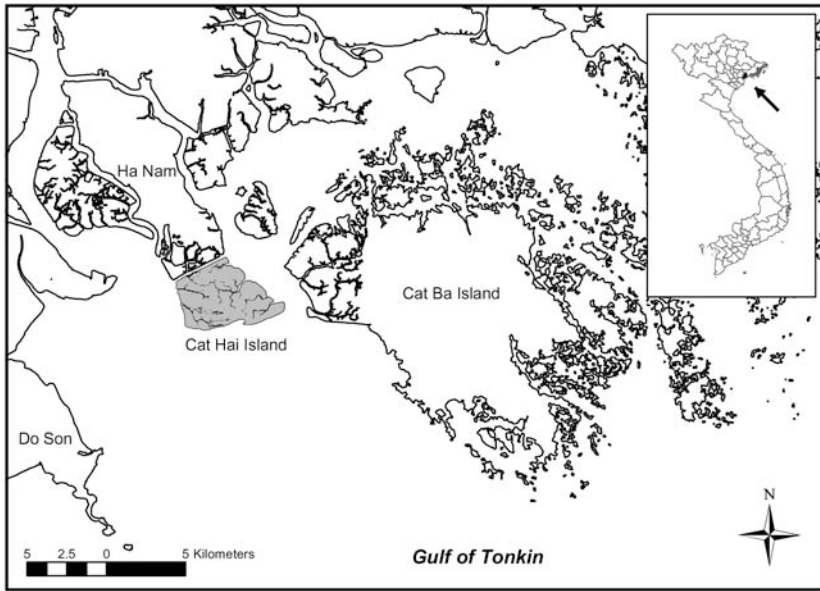 Ha Nam
Cat Ba Island
Cat Hai Island
Do Son
N
5 2.5 0 5 Kilometers
Gulf of Tonkin